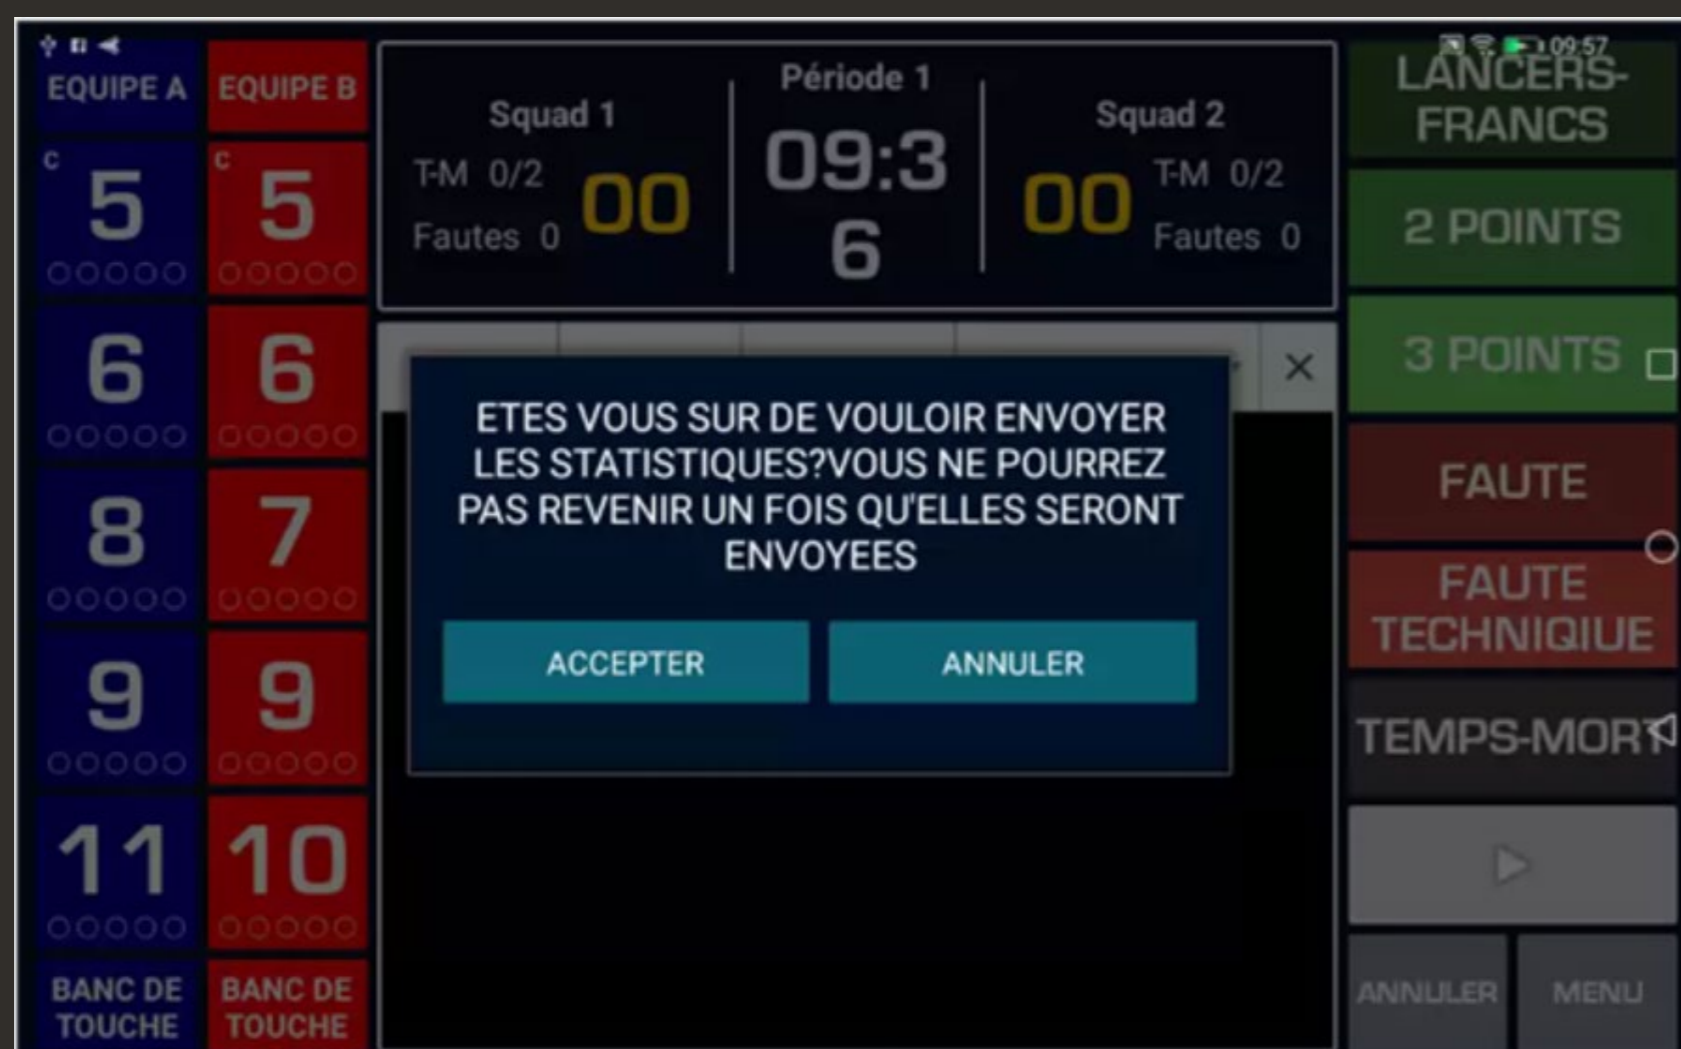 09:57
EQUIPE A
EQUIPE B
C
5
C
5
6
6
8
7
9
9
11
10
BANC DE
TOUCHE
BANC DE
TOUCHE
Squad 1
T-M 0/2
Fautes 0
00
Période 1
09:3
6
Squad 2
00
T-M 0/2
Fautes 0
ETES VOUS SUR DE VOULOIR ENVOYER
LES STATISTIQUES?VOUS NE POURREZ
PAS REVENIR UN FOIS QU'ELLES SERONT
ENVOYEES
ACCEPTER
ANNULER
LANCERS-
FRANCS
2 POINTS
3 POINTS
FAUTE
FAUTE
TECHNIQIUE
TEMPS-MORT
ANNULER
MENU